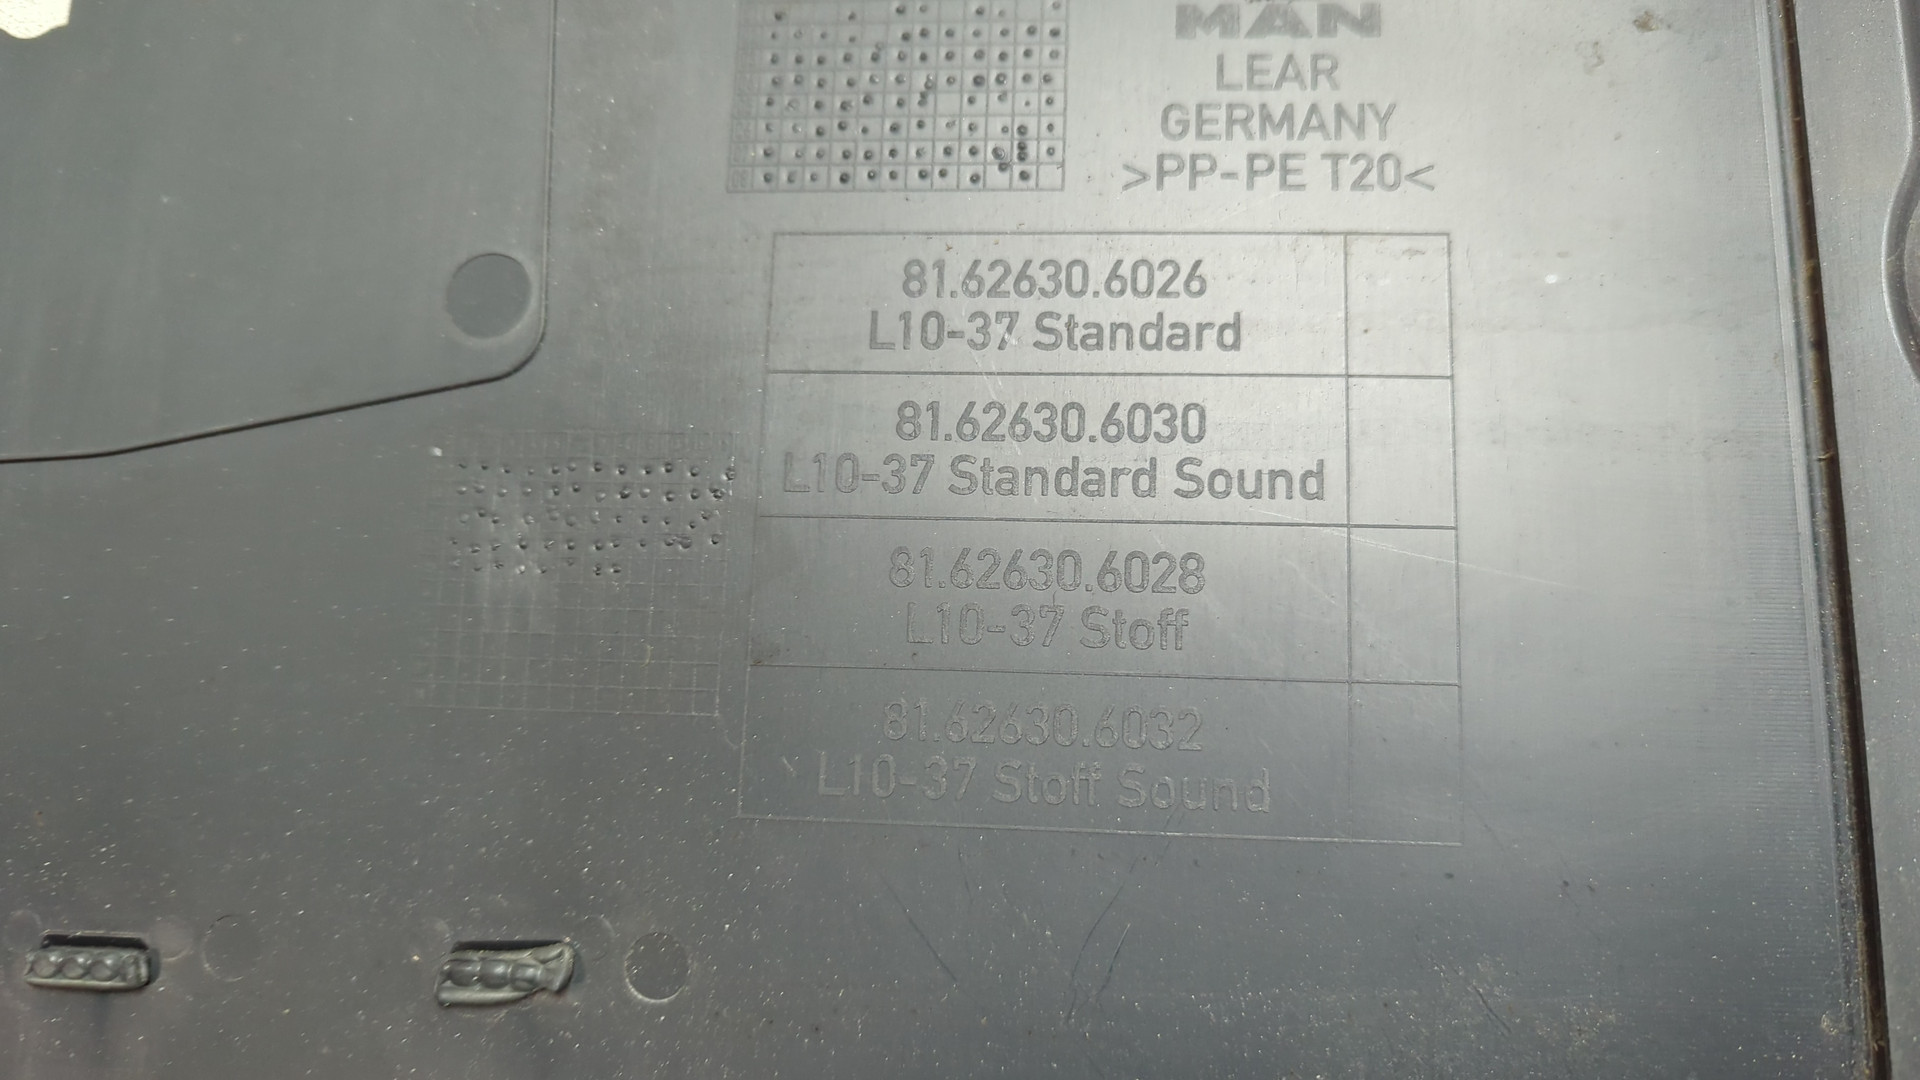 MAN
LEAR
GERMANY
>PP-PE T20<
81.62630.6026
L10-37 Standard
81.62630.6030
L10-37 Standard Sound
81.62630.6028
L10-37 Stoff
81.62630.6032
L10-37 Stoff Sound